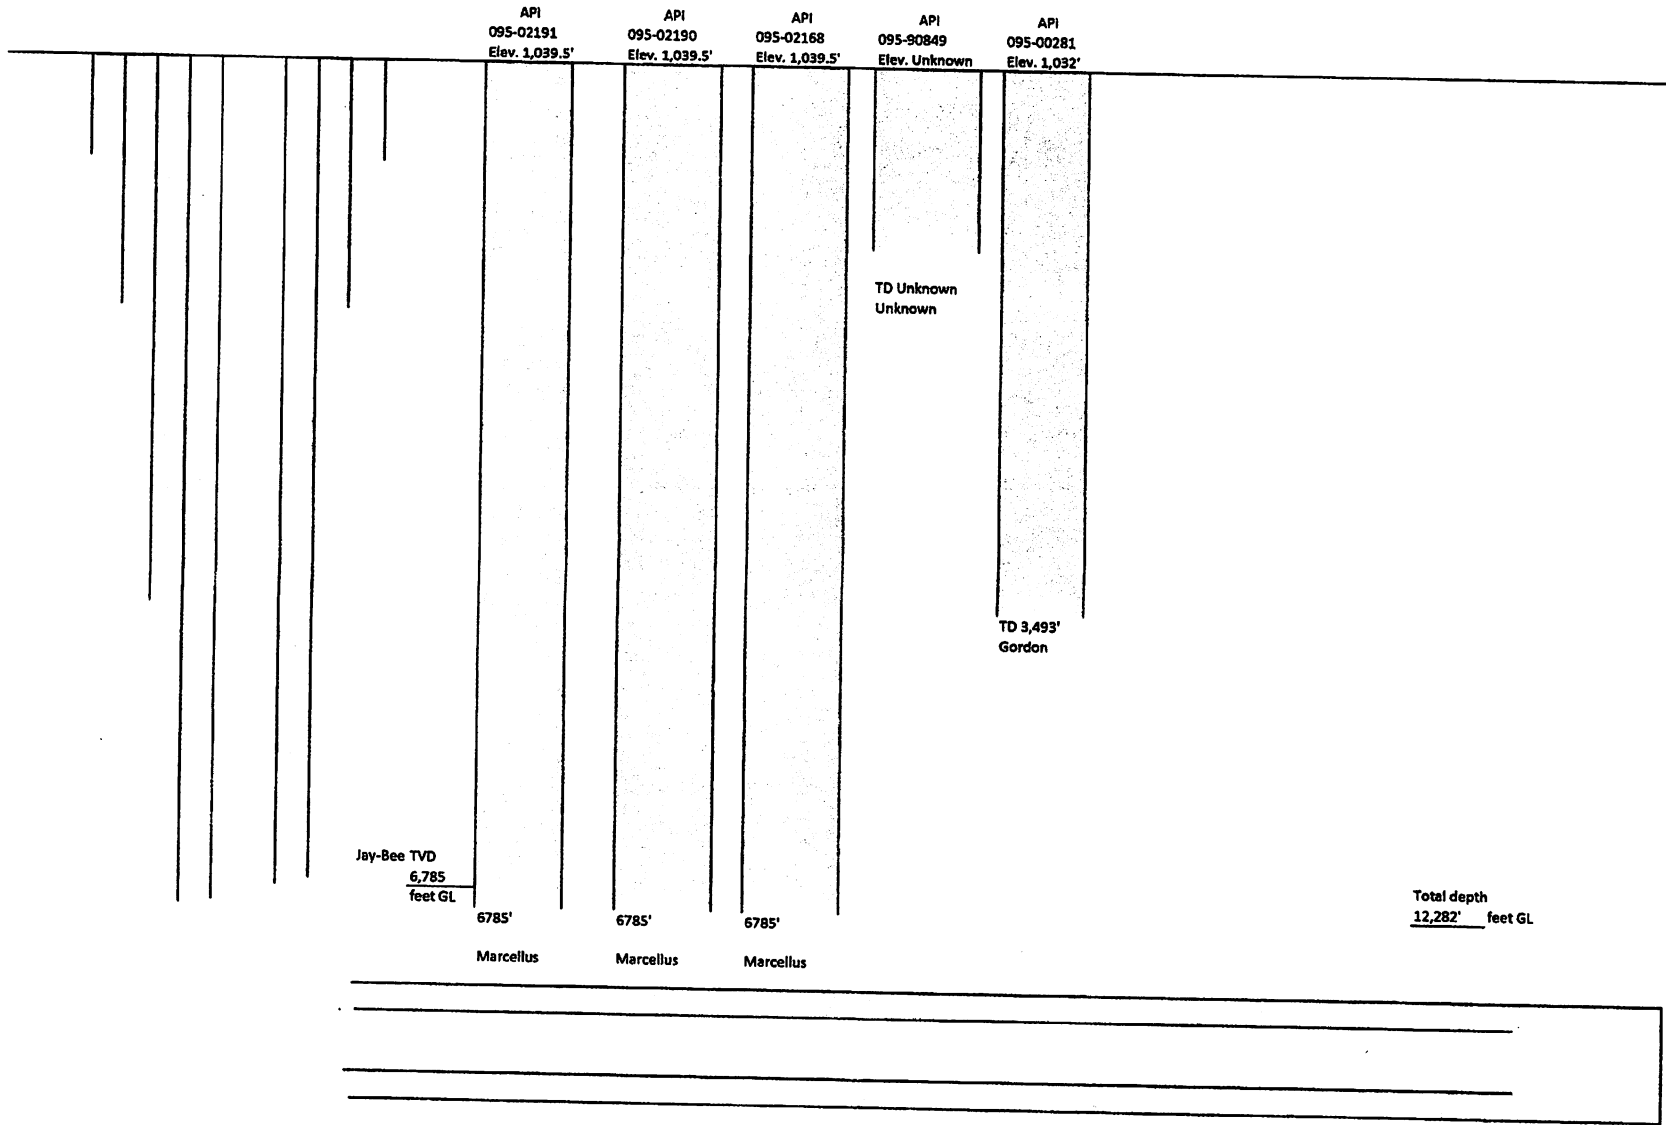 API
095-02191
Elev. 1,039.5'
API
095-02190
Elev. 1,039.5'
API
095-02168
Elev. 1,039.5'
API
095-90849
Elev. Unknown
API
095-00281
Elev. 1,032'
TD Unknown
Unknown
TD 3,493'
Gordon
Jay-Bee TVD
6,785
feet GL
6785'
Marcellus
6785'
Marcellus
6785'
Marcellus
Total depth
12,282' feet GL